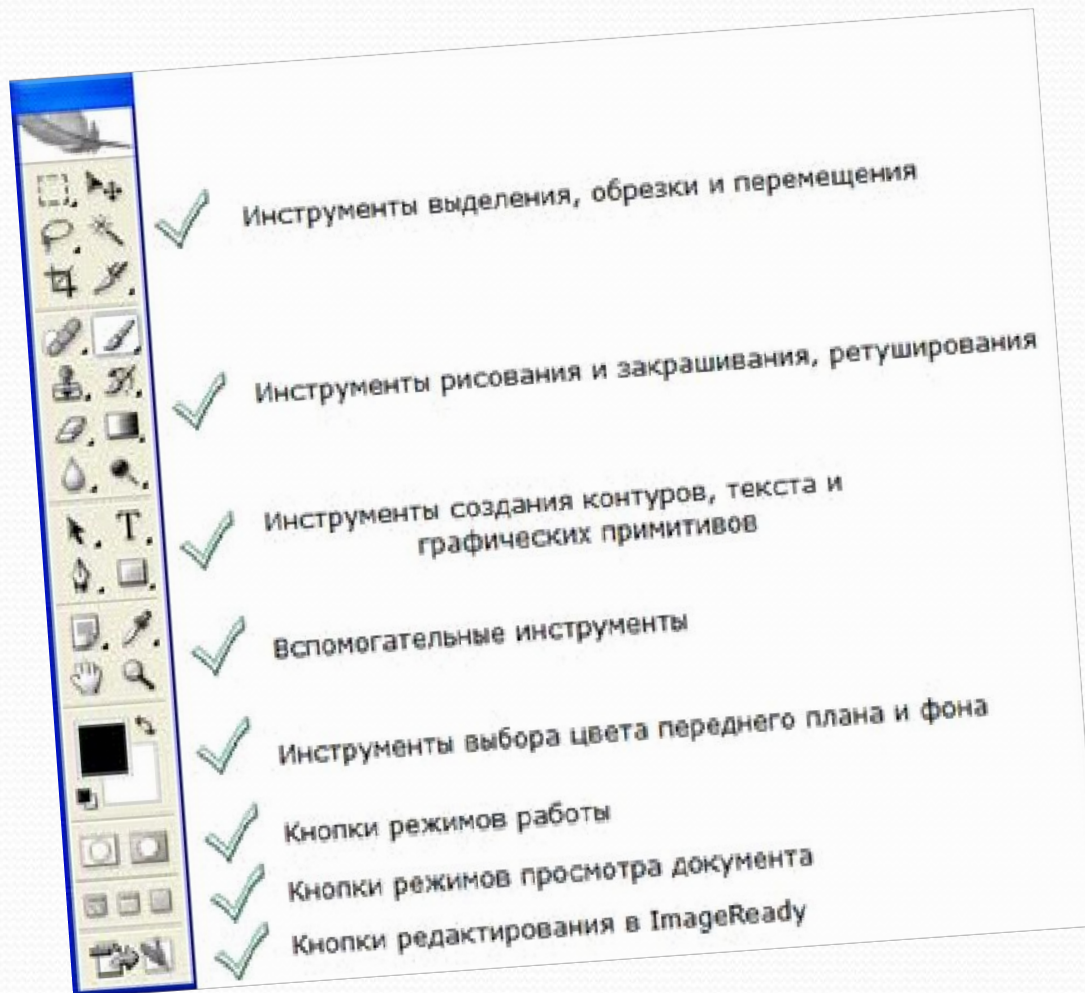 Инструменты выделения, обрезки и перемещения
Инструменты рисования и закрашивания, ретуширования
Инструменты создания контуров, текста и
графических примитивов
Вспомогательные инструменты
Инструменты выбора цвета переднего плана и фона
Кнопки режимов работы
Кнопки режимов просмотра документа
Кнопки редактирования в ImageReady